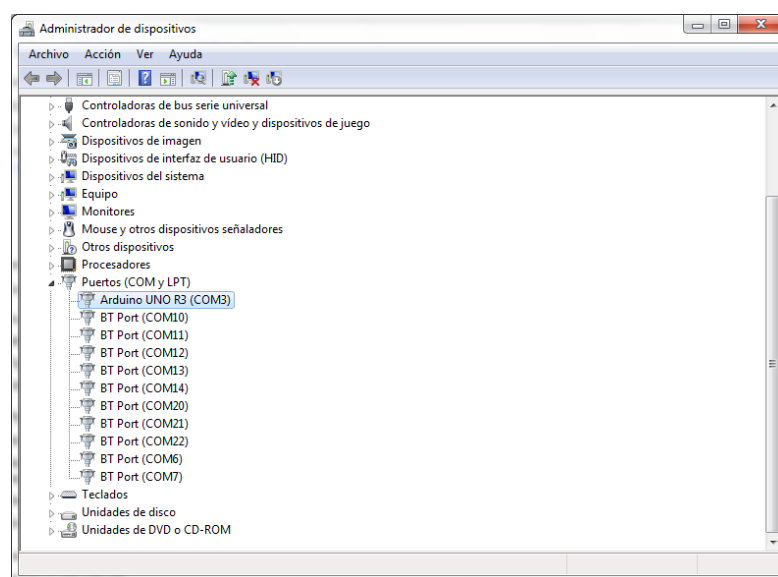 Administrador de dispositivos
Archivo Acción Ver Ayuda
Controladoras de bus serie universal
Controladoras de sonido y vídeo y dispositivos de juego
Dispositivos de imagen
Dispositivos de interfaz de usuario (HID)
Dispositivos del sistema
Equipo
Monitores
Mouse y otros dispositivos señaladores
Otros dispositivos
Procesadores
Puertos (COM y LPT)
Arduino UNO R3 (COM3)
BT Port (COM10)
BT Port (COM11)
BT Port (COM12)
BT Port (COM13)
BT Port (COM14)
BT Port (COM20)
BT Port (COM21)
BT Port (COM22)
BT Port (COM6)
BT Port (COM7)
Teclados
Unidades de disco
Unidades de DVD o CD-ROM